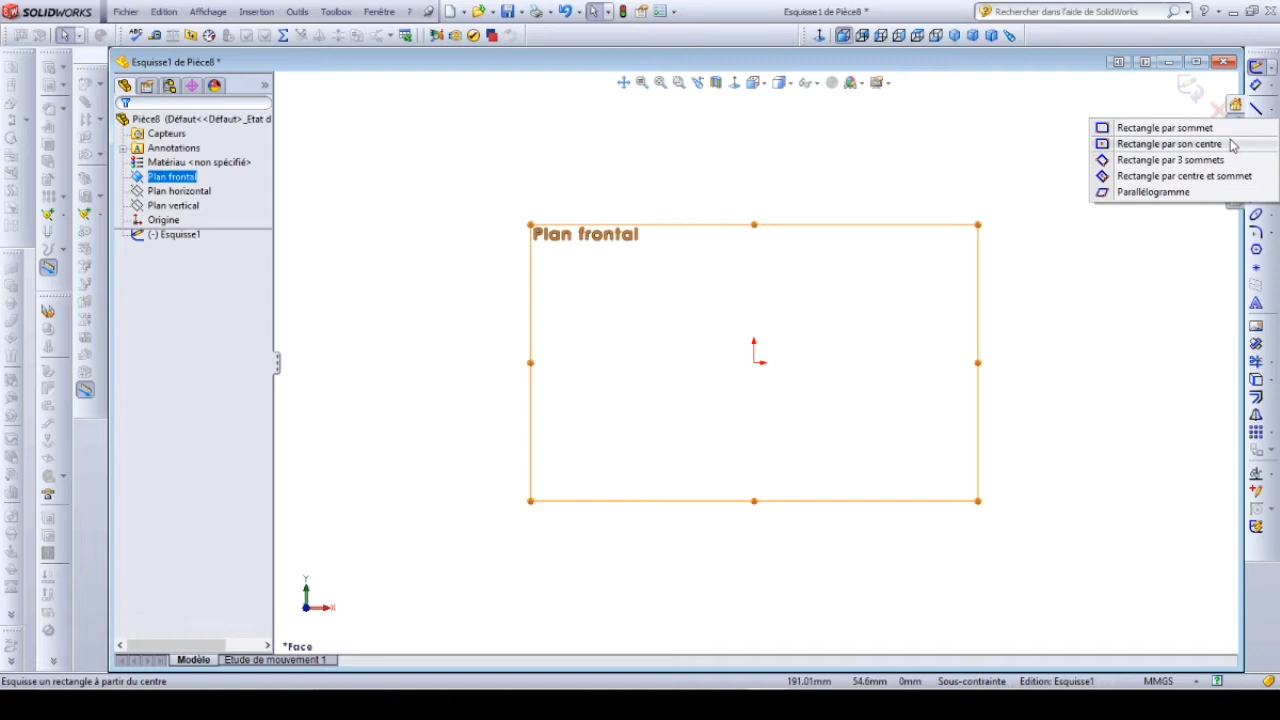 SOLIDWORKS
Fichier Edition Affichage Insertion Outils Toolbox Fenêtre ?
Esquisse1 de Pièce8 *
Rechercher dans l'aide de SolidWorks
Esquisse1 de Pièce8 *
Pièce8 (Défaut<<Défaut>_Etat d
Capteurs
Annotations
Matériau <non spécifié>
Plan frontal
Plan horizontal
Plan vertical
Origine
(-) Esquisse1
Rectangle par sommet
Rectangle par son centre
Rectangle par 3 sommets
Rectangle par centre et sommet
Parallélogramme
Plan frontal
Y
X
*Face
Modèle Etude de mouvement 1
Esquisse un rectangle à partir du centre
191.01mm 54.6mm 0mm Sous-contrainte Edition: Esquisse1 MMGS